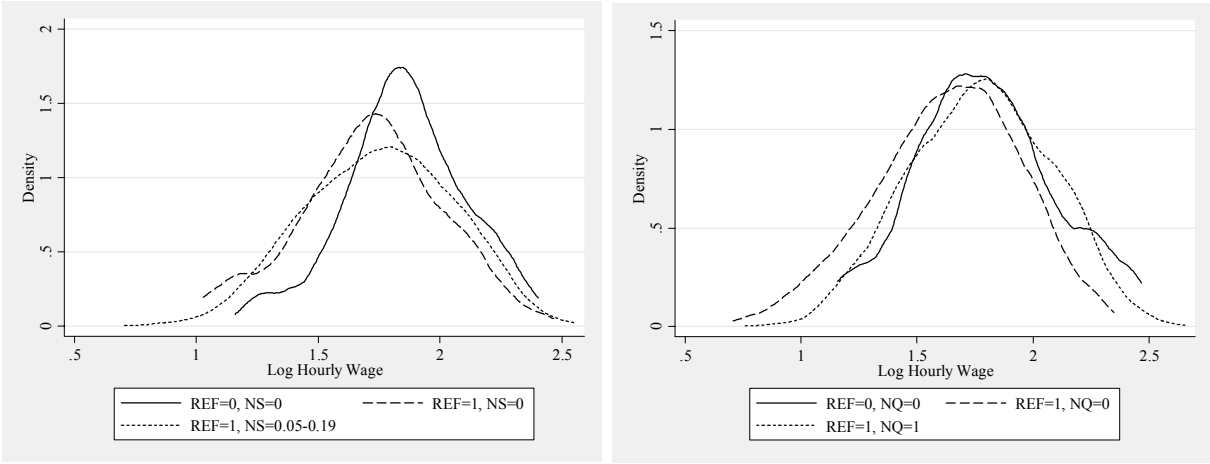 2
1.5
1
.5
0
Density
.5 1 1.5 2 2.5
Log Hourly Wage
REF=0, NS=0 REF=1, NS=0
REF=1, NS=0.05-0.19
1.5
1
.5
0
Density
.5 1 1.5 2 2.5
Log Hourly Wage
REF=0, NQ=0 REF=1, NQ=0
REF=1, NQ=1